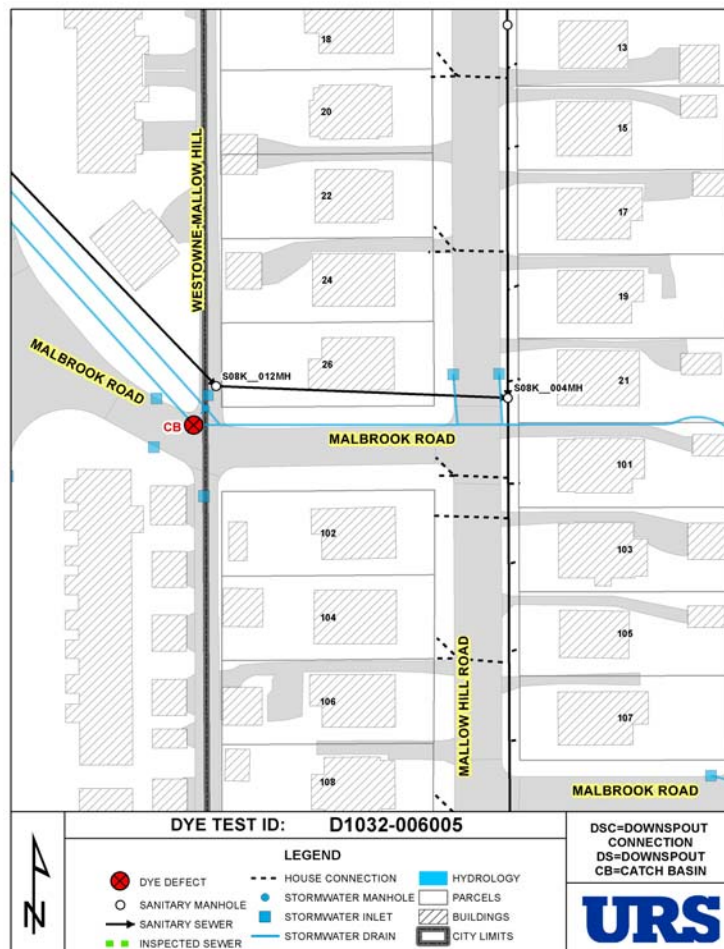 18
13
20
15
WESTOWNE-MALLOW HILL
22
17
24
19
MALBROOK ROAD
26
21
S08K__012MH
S08K__004MH
CB
MALBROOK ROAD
101
102
103
104
105
MALLOW HILL ROAD
106
107
108
MALBROOK ROAD
DYE TEST ID: D1032-006005
N
LEGEND
DYE DEFECT
SANITARY MANHOLE
SANITARY SEWER
INSPECTED SEWER
HOUSE CONNECTION
STORMWATER MANHOLE
STORMWATER INLET
STORMWATER DRAIN
HYDROLOGY
PARCELS
BUILDINGS
CITY LIMITS
DSC=DOWNSPOUT
CONNECTION
DS=DOWNSPOUT
CB=CATCH BASIN
URS